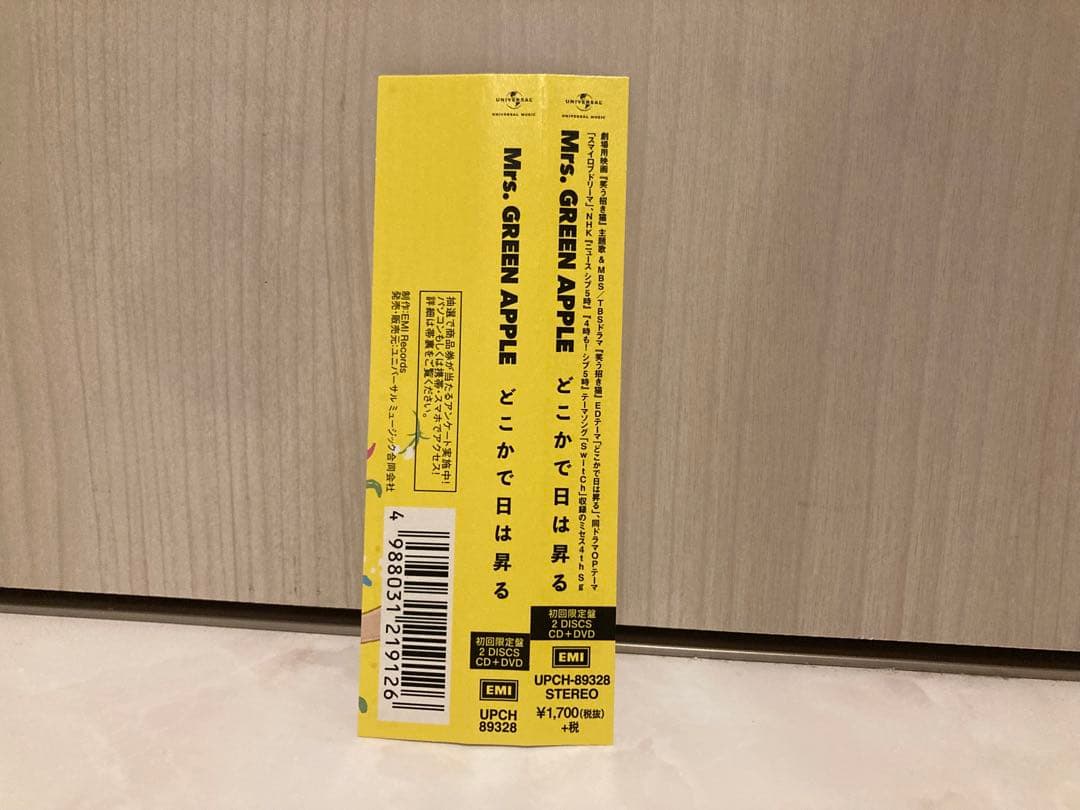 UNIVERSAL
UNIVERSAL MUSIC
劇場用映画『笑う招き猫』主題歌 & MBS／TBSドラマ『笑う招き猫』EDテーマ「どこかで日は昇る」、同ドラマOPテーマ
「スマイロブドリーマ」、NHK『ニュース シブ5時』『4時も！シブ5時』テーマソング「SwitCh」収録のミセス4th Sg
Mrs. GREEN APPLE どこかで日は昇る
初回限定盤
2 DISCS
CD+DVD
EMI
UPCH-89328
STEREO
¥1,700(税抜)
+税
UNIVERSAL
UNIVERSAL MUSIC
Mrs. GREEN APPLE どこかで日は昇る
初回限定盤
2 DISCS
CD+DVD
EMI
UPCH
89328
抽選で商品券が当たるアンケート実施中!
パソコンもしくは携帯・スマホでアクセス!
詳細は帯裏をご覧ください。
制作:EMI Records
発売・販売元:ユニバーサル ミュージック合同会社
4 988031 219126